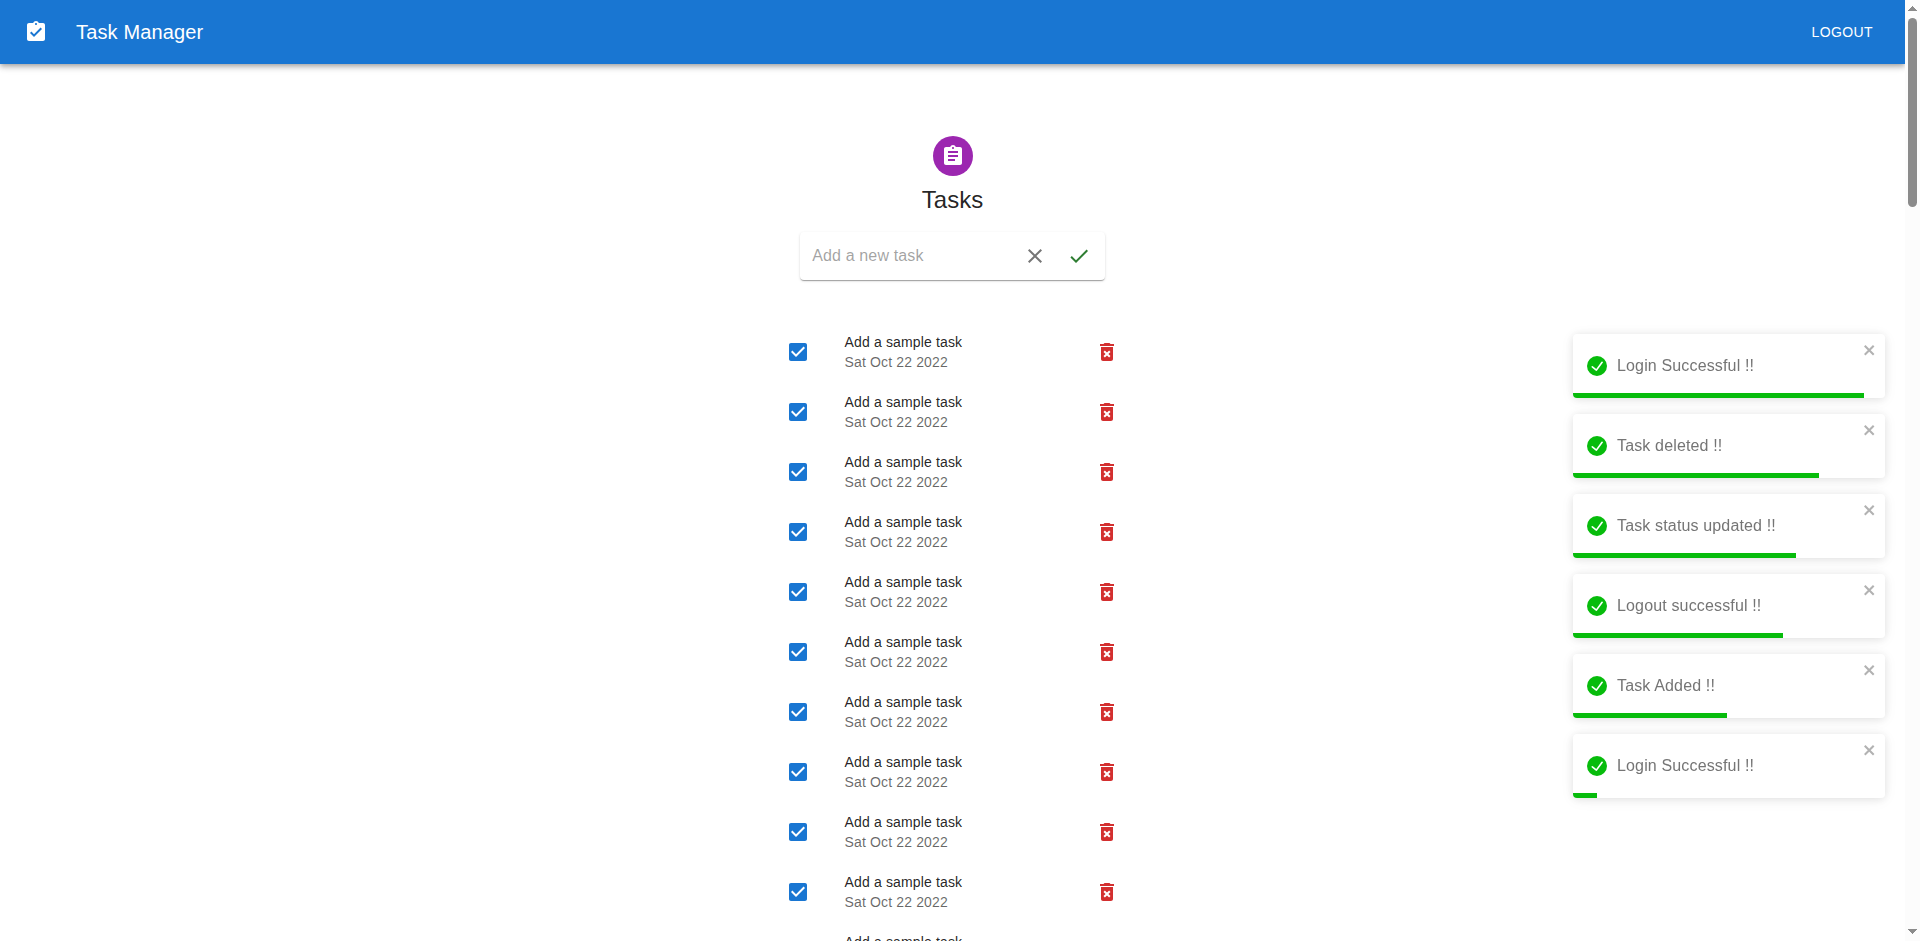 Task Manager
LOGOUT
Tasks
Add a new task
Add a sample task
Sat Oct 22 2022
Add a sample task
Sat Oct 22 2022
Add a sample task
Sat Oct 22 2022
Add a sample task
Sat Oct 22 2022
Add a sample task
Sat Oct 22 2022
Add a sample task
Sat Oct 22 2022
Add a sample task
Sat Oct 22 2022
Add a sample task
Sat Oct 22 2022
Add a sample task
Sat Oct 22 2022
Add a sample task
Sat Oct 22 2022
Add a sample task
Login Successful !!
Task deleted !!
Task status updated !!
Logout successful !!
Task Added !!
Login Successful !!